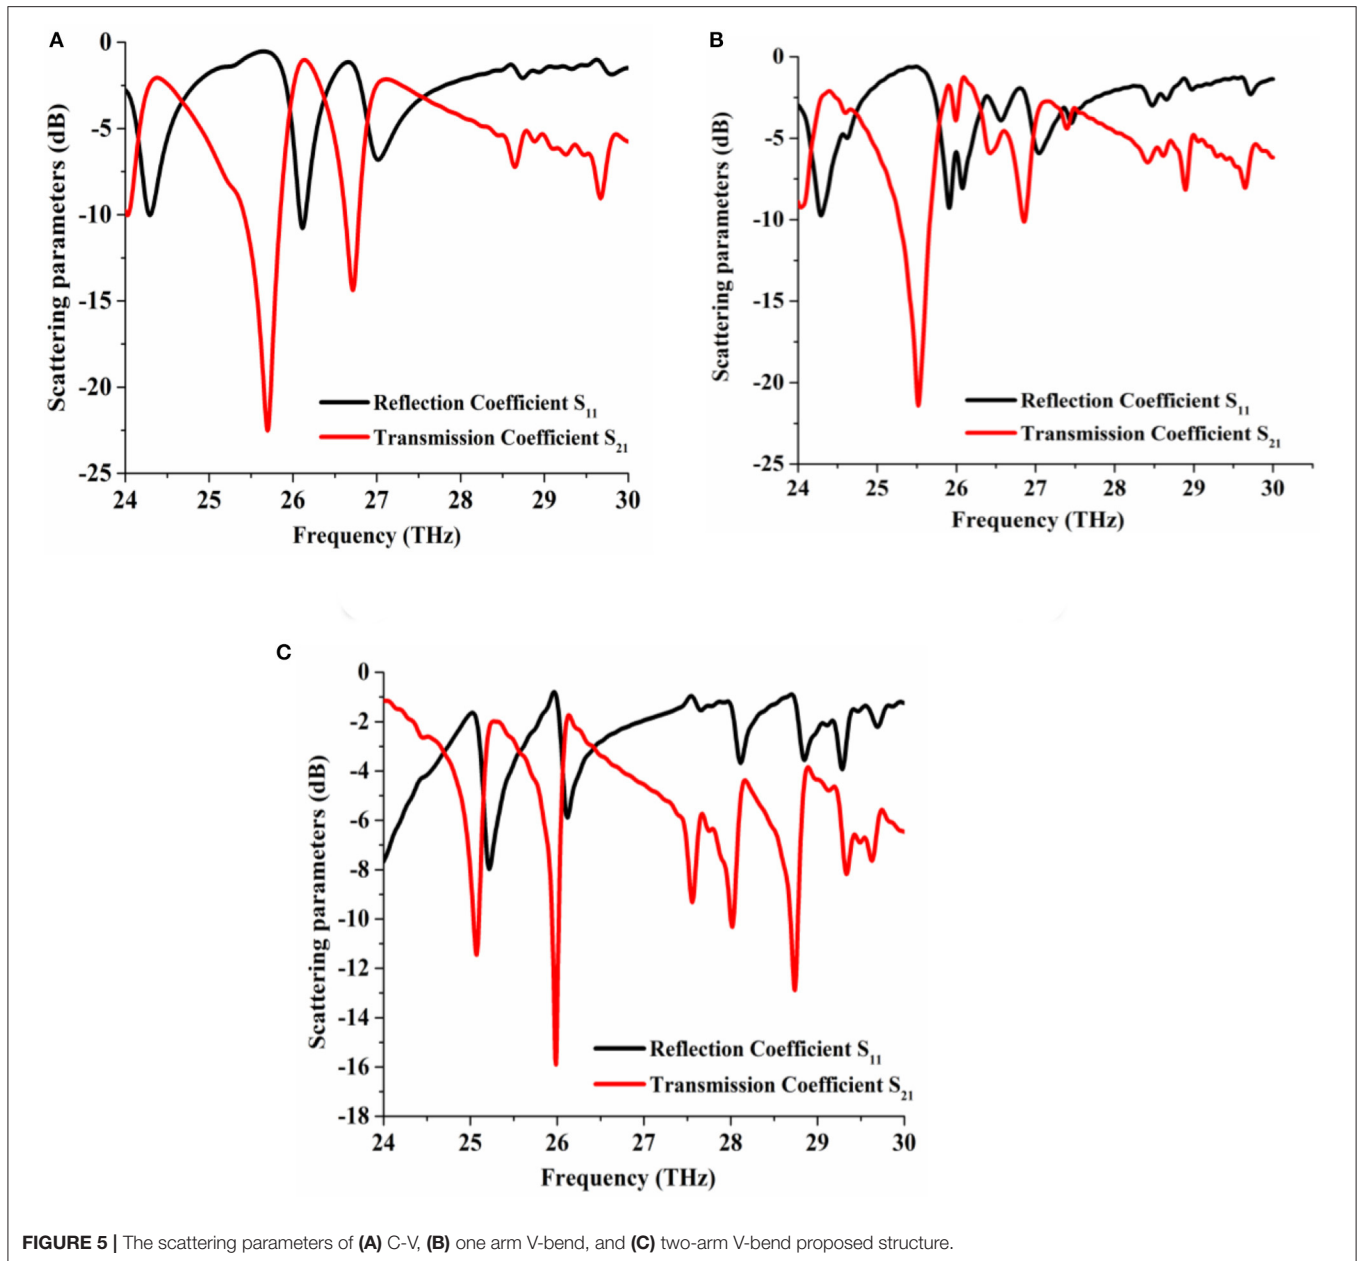 A
0
-5
-10
-15
-20
-25
Scattering parameters (dB)
Reflection Coefficient S11
Transmission Coefficient S21
24 25 26 27 28 29 30
Frequency (THz)
B
0
-5
-10
-15
-20
-25
Scattering parameters (dB)
Reflection Coefficient S11
Transmission Coefficient S21
24 25 26 27 28 29 30
Frequency (THz)
C
0
-2
-4
-6
-8
-10
-12
-14
-16
-18
Scattering parameters (dB)
Reflection Coefficient S11
Transmission Coefficient S21
24 25 26 27 28 29 30
Frequency (THz)
FIGURE 5 | The scattering parameters of (A) C-V, (B) one arm V-bend, and (C) two-arm V-bend proposed structure.